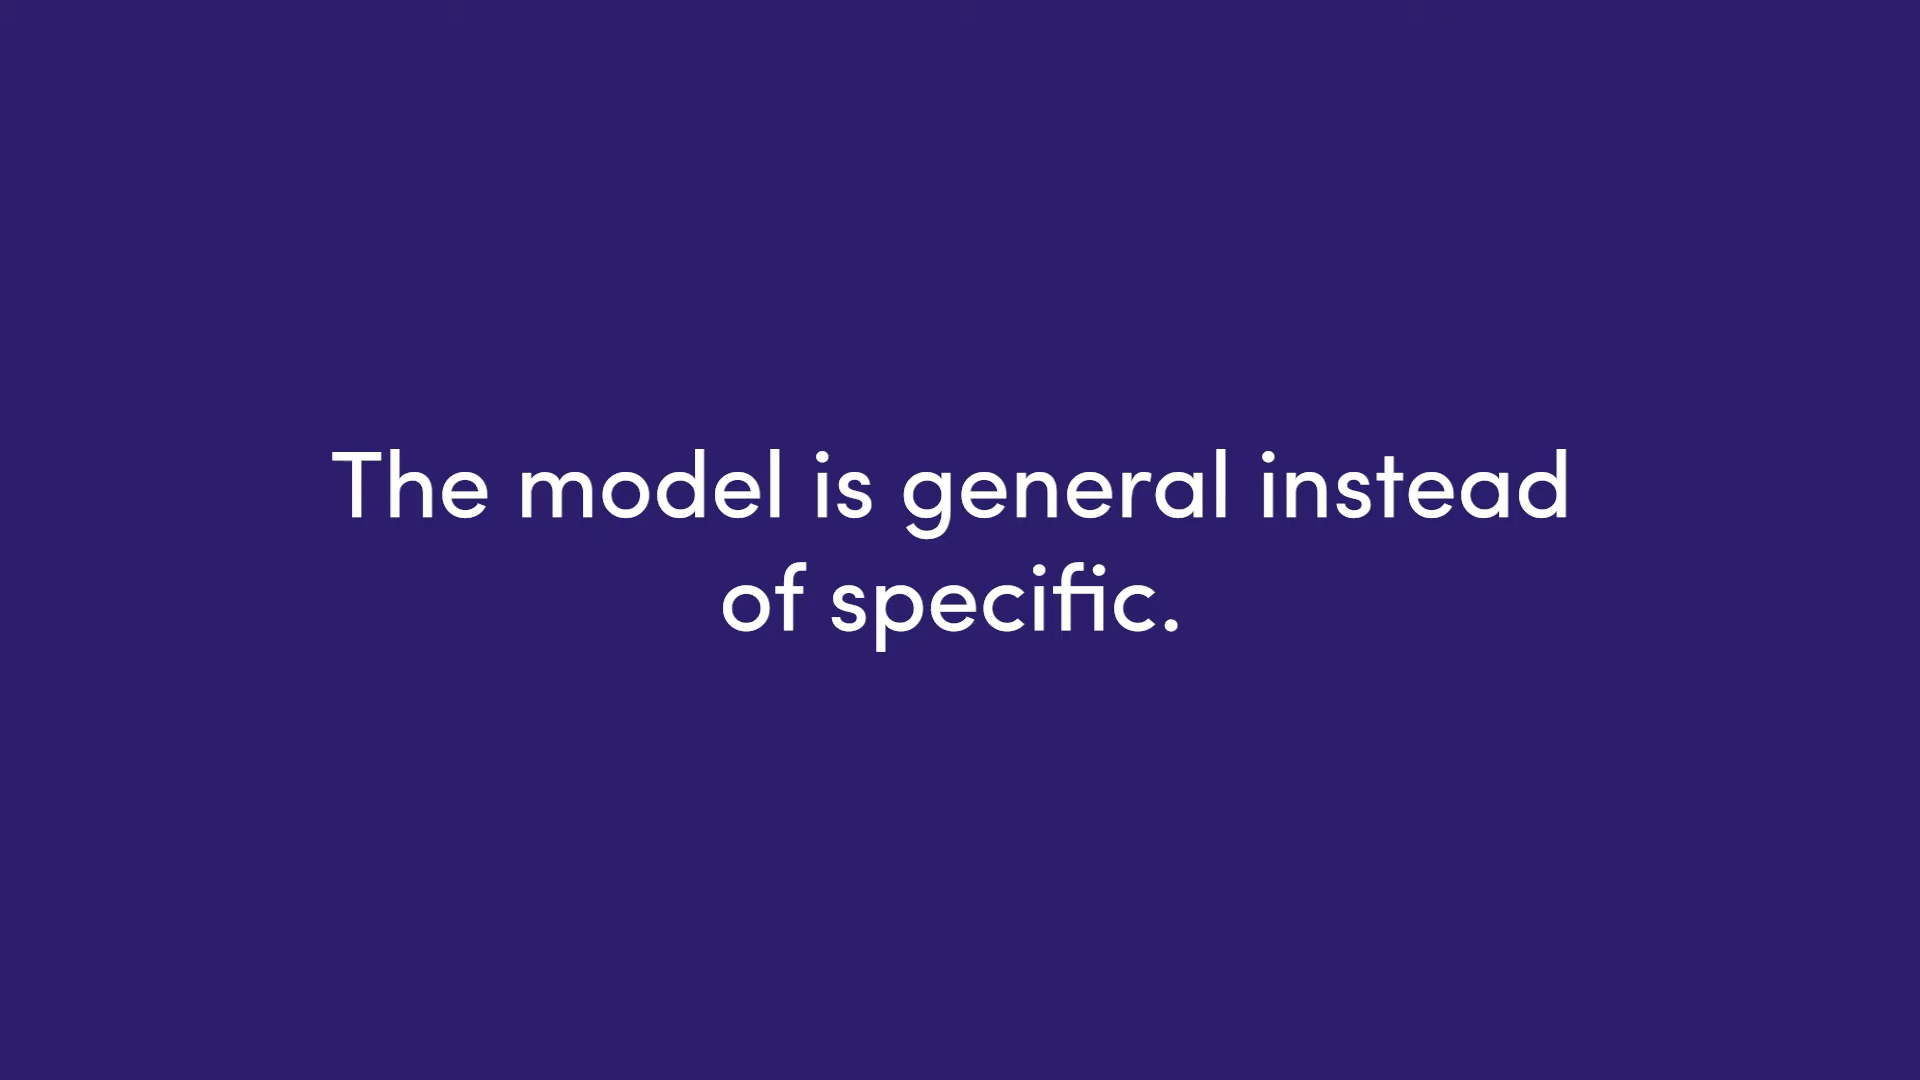 The model is general instead
of specific.